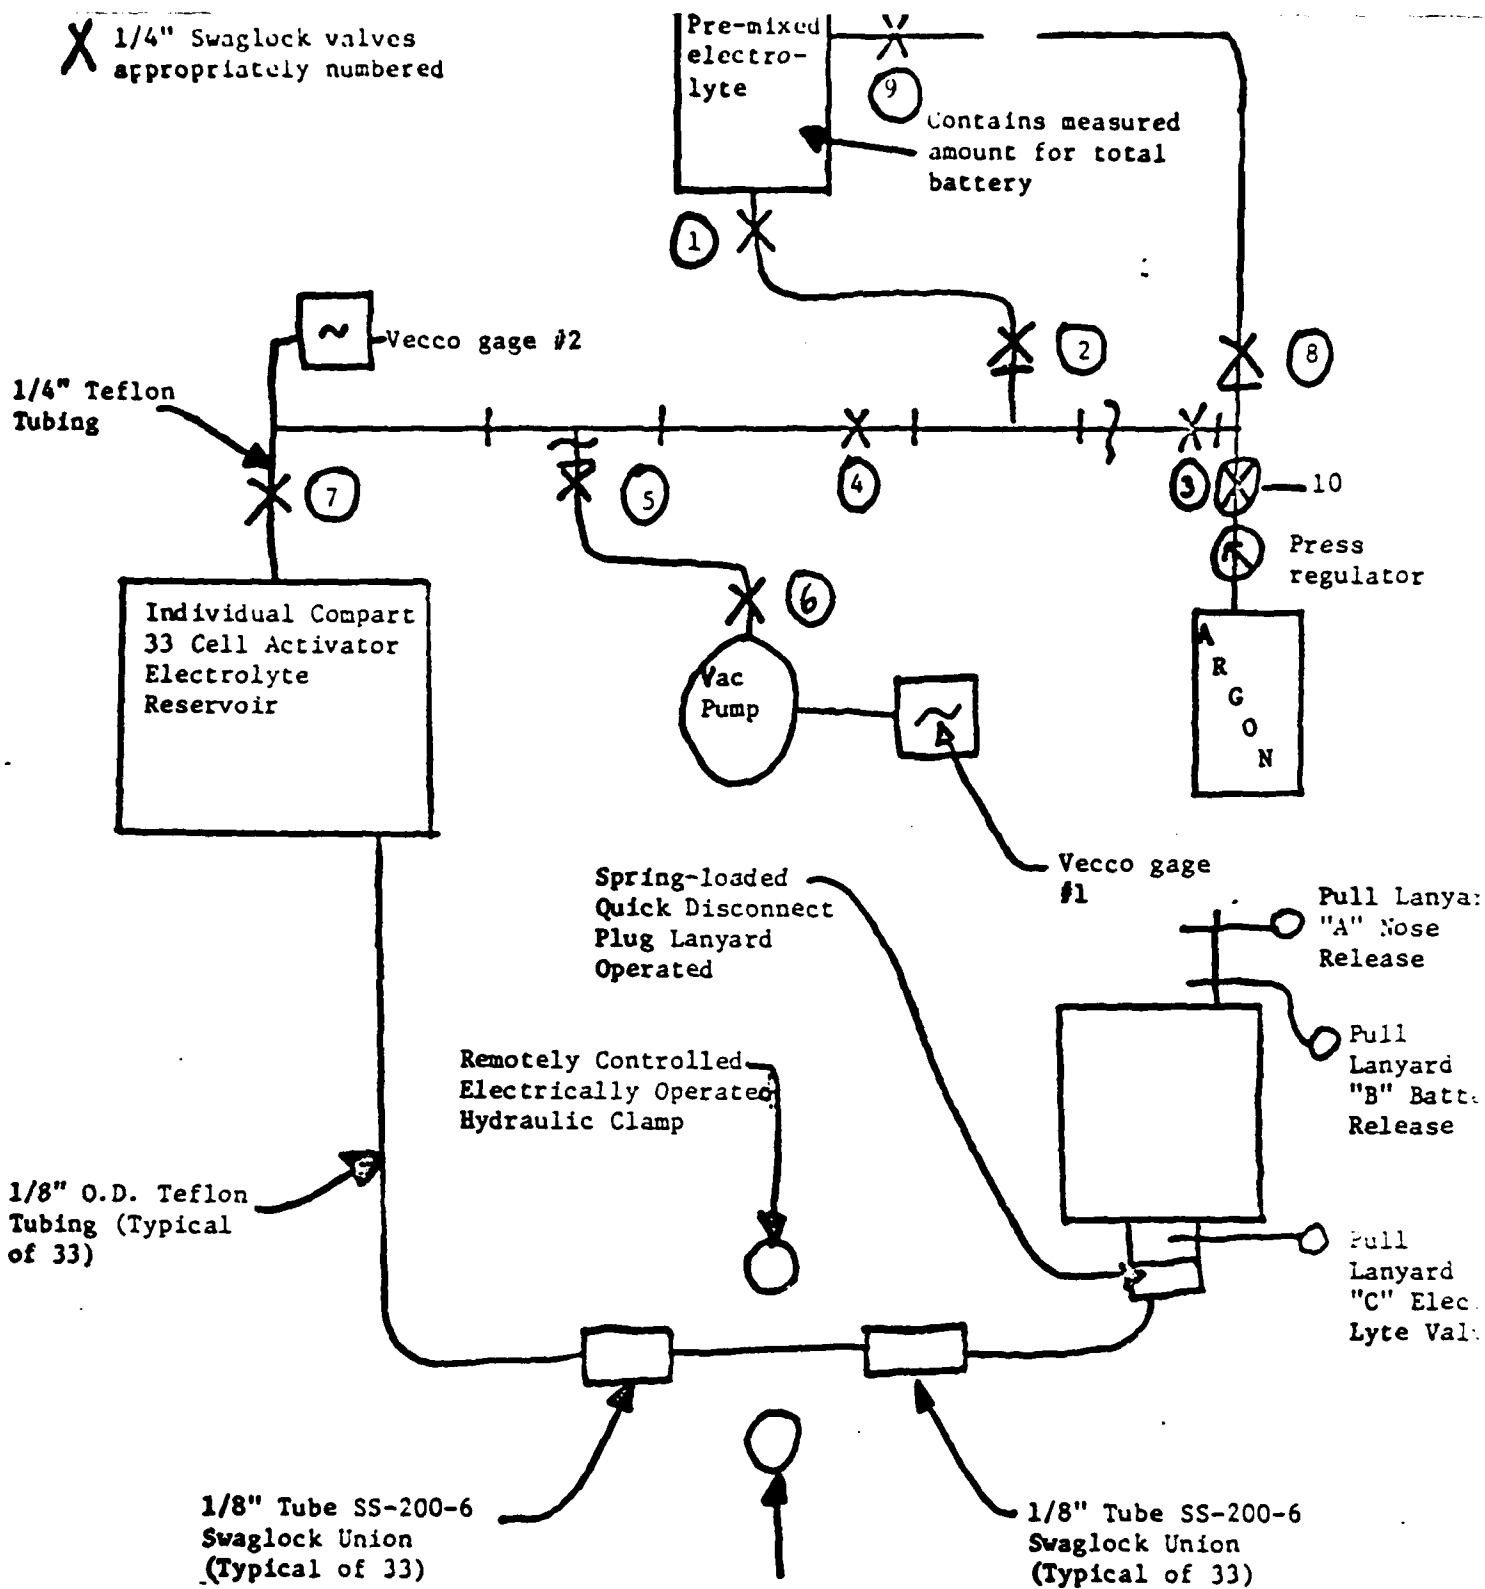 1/4" Swaglock valves
appropriately numbered
Pre-mixed
electro-
lyte
9
Contains measured
amount for total
battery
1
Vecco gage #2
2
8
1/4" Teflon
Tubing
7
5
4
3
10
Press
regulator
6
Individual Compart
33 Cell Activator
Electrolyte
Reservoir
Vac
Pump
A
R
G
O
N
Vecco gage
#1
Spring-loaded
Quick Disconnect
Plug Lanyard
Operated
Pull Lanya
"A" Nose
Release
Pull
Lanyard
"B" Batt
Release
Remotely Controlled
Electrically Operated
Hydraulic Clamp
1/8" O.D. Teflon
Tubing (Typical
of 33)
Pull
Lanyard
"C" Elec
Lyte Val
1/8" Tube SS-200-6
Swaglock Union
(Typical of 33)
1/8" Tube SS-200-6
Swaglock Union
(Typical of 33)